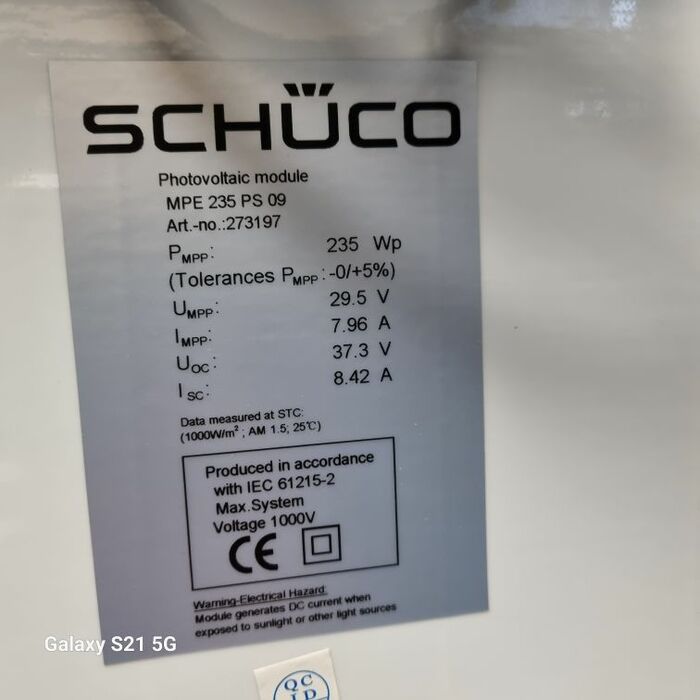 SCHÜCO
Photovoltaic module
MPE 235 PS 09
Art.-no.:273197
PMPP: 235 Wp
(Tolerances PMPP: -0/+5%)
UMPP: 29.5 V
IMPP: 7.96 A
UOC: 37.3 V
ISC: 8.42 A
Data measured at STC:
(1000W/m²; AM 1.5; 25℃)
Produced in accordance
with IEC 61215-2
Max.System
Voltage 1000V
CE
Warning-Electrical Hazard
Module generates DC current when
exposed to sunlight or other light sources
Galaxy S21 5G
QC